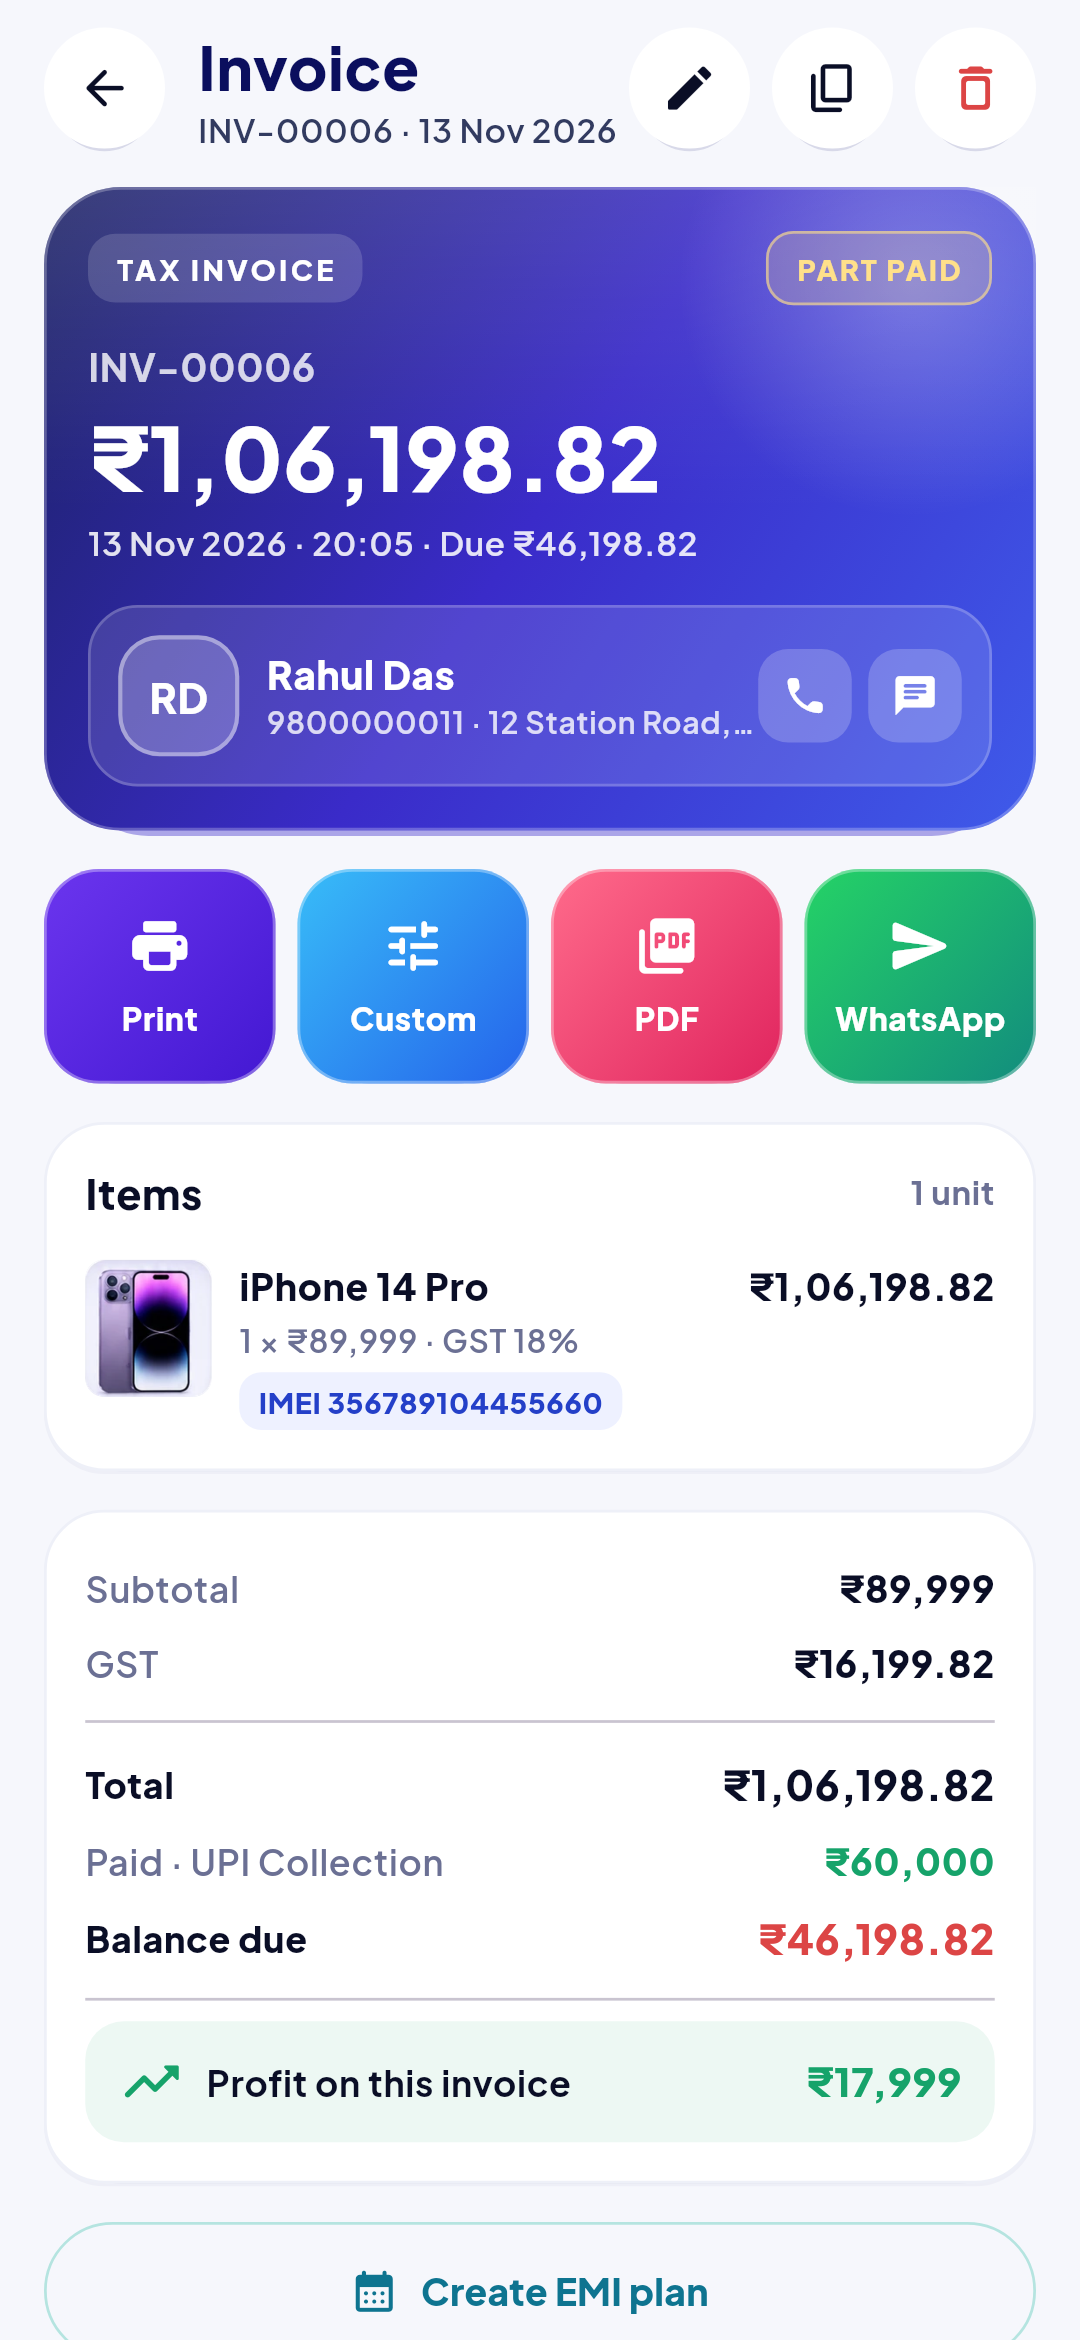 Invoice
INV-00006 · 13 Nov 2026
TAX INVOICE
PART PAID
INV-00006
₹1,06,198.82
13 Nov 2026 · 20:05 · Due ₹46,198.82
RD
Rahul Das
9800000011 · 12 Station Road,...
Print
Custom
PDF
PDF
WhatsApp
Items
1 unit
iPhone 14 Pro
₹1,06,198.82
1 × ₹89,999 · GST 18%
IMEI 356789104455660
Subtotal
₹89,999
GST
₹16,199.82
Total
₹1,06,198.82
Paid · UPI Collection
₹60,000
Balance due
₹46,198.82
Profit on this invoice
₹17,999
Create EMI plan